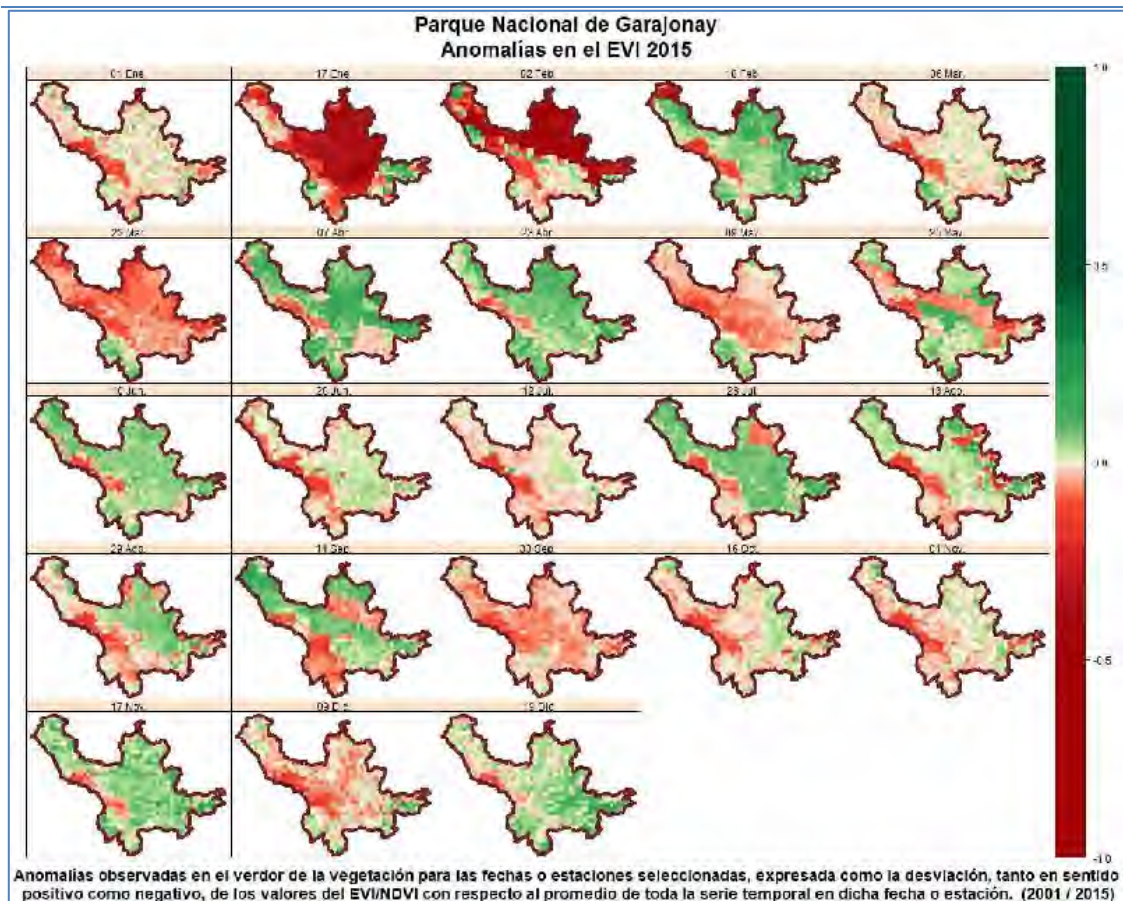 Parque Nacional de Garajonay
Anomalías en el EVI 2015
01 Ene. 17 Ene. 02 Feb. 18 Feb. 06 Mar.
1.0
22 Mar. 07 Abr. 23 Abr. 09 May. 25 May.
0.5
10 Jun. 26 Jun. 12 Jul. 28 Jul. 13 Ago.
0.0
29 Ago. 14 Sep. 30 Sep. 16 Oct. 01 Nov.
-0.5
17 Nov. 03 Dic. 19 Dic.
-1.0
Anomalías observadas en el verdor de la vegetación para las fechas o estaciones seleccionadas, expresada como la desviación, tanto en sentido
positivo como negativo, de los valores del EVI/NDVI con respecto al promedio de toda la serie temporal en dicha fecha o estación. (2001 / 2015)